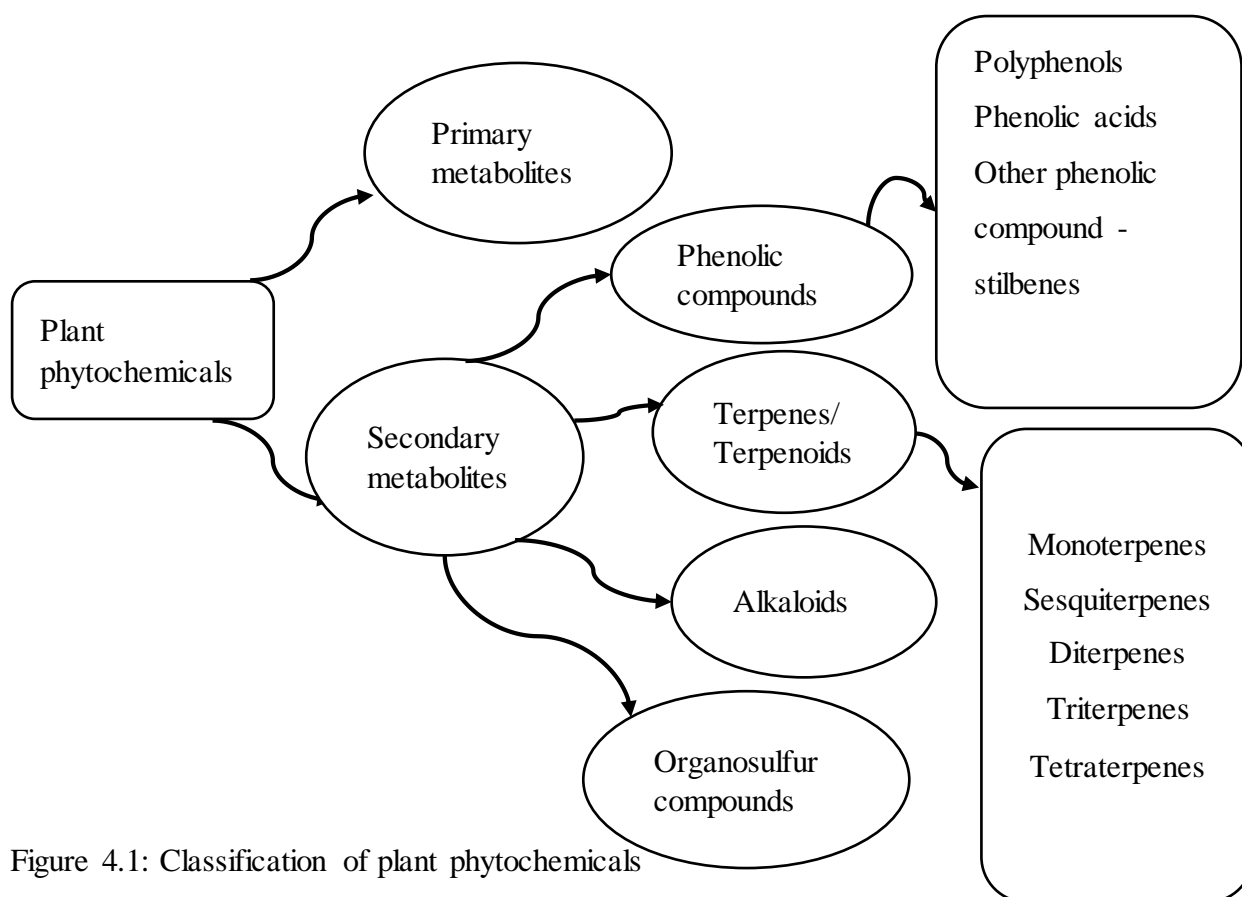 Polyphenols
Phenolic acids
Other phenolic
compound -
stilbenes
Primary
metabolites
Phenolic
compounds
Plant
phytochemicals
Terpenes/
Terpenoids
Secondary
metabolites
Monoterpenes
Sesquiterpenes
Diterpenes
Triterpenes
Tetraterpenes
Alkaloids
Organosulfur
compounds
Figure 4.1: Classification of plant phytochemicals